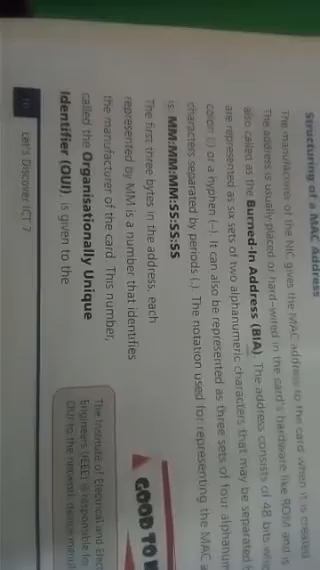 Structuring of a MAC Address
The manufacturer of the NIC gives the MAC address to the card when it is created.
The address is usually placed or hard-wired in the card's hardware like ROM and is
also called as the Burned-In Address (BIA). The address consists of 48 bits
are represented as six sets of two alphanumeric characters that may be separated
colon (:) or a hyphen (–). It can also be represented as three sets of four
characters separated by periods (.). The notation used for representing the MAC
is: MM:MM:MM:SS:SS:SS
The first three bytes in the address, each
represented by MM is a number that identifies
the manufacturer of the card. This number,
called the Organisationally Unique
Identifier (OUI), is given to the
GOOD TO
The Institute of Electrical and
Engineers (IEEE) is responsible
OUI to the network device
10 Let's Discover ICT 7